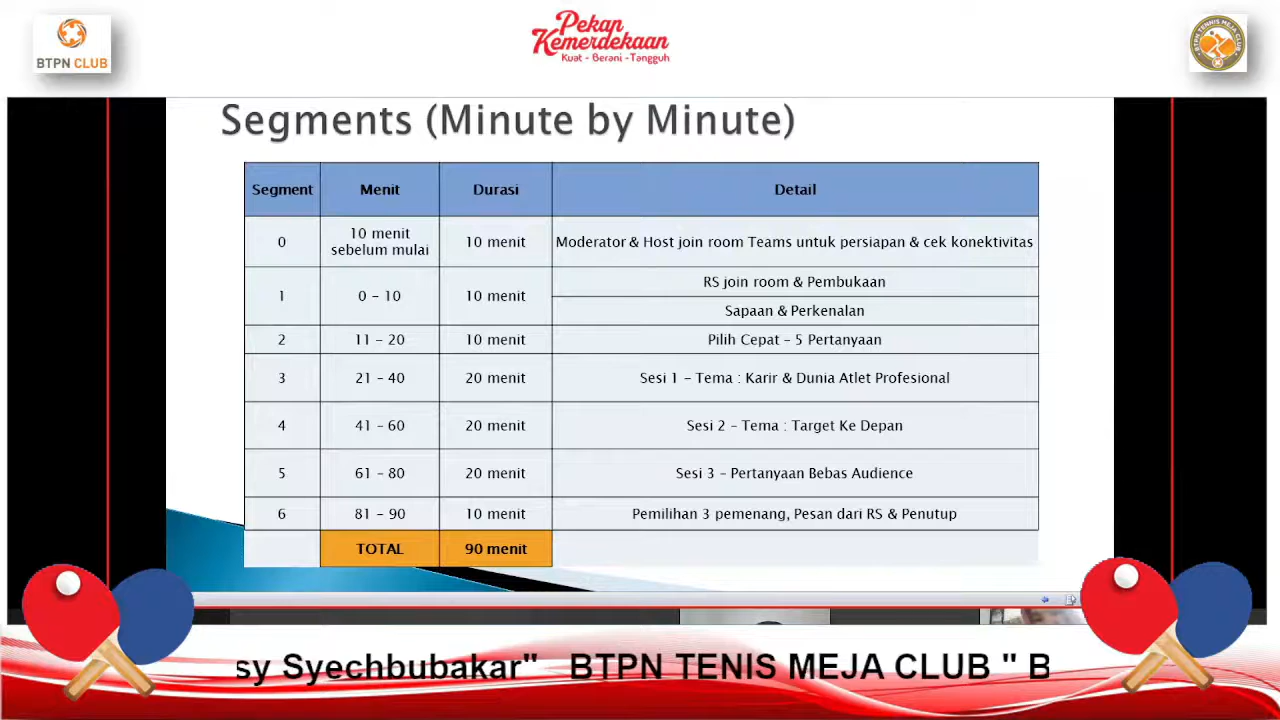 BTPN CLUB
Pekan
Kemerdekaan
Kuat - Berani - Tangguh
BTPN TENNIS MEJA CLUB
Segments (Minute by Minute)
Segment Menit Durasi Detail
0 10 menit sebelum mulai 10 menit Moderator & Host join room Teams untuk persiapan & cek konektivitas
1 0 – 10 10 menit RS join room & Pembukaan
Sapaan & Perkenalan
2 11 – 20 10 menit Pilih Cepat – 5 Pertanyaan
3 21 – 40 20 menit Sesi 1 – Tema : Karir & Dunia Atlet Profesional
4 41 – 60 20 menit Sesi 2 – Tema : Target Ke Depan
5 61 – 80 20 menit Sesi 3 – Pertanyaan Bebas Audience
6 81 – 90 10 menit Pemilihan 3 pemenang, Pesan dari RS & Penutup
TOTAL 90 menit
sy Syechbubakar" BTPN TENIS MEJA CLUB " B